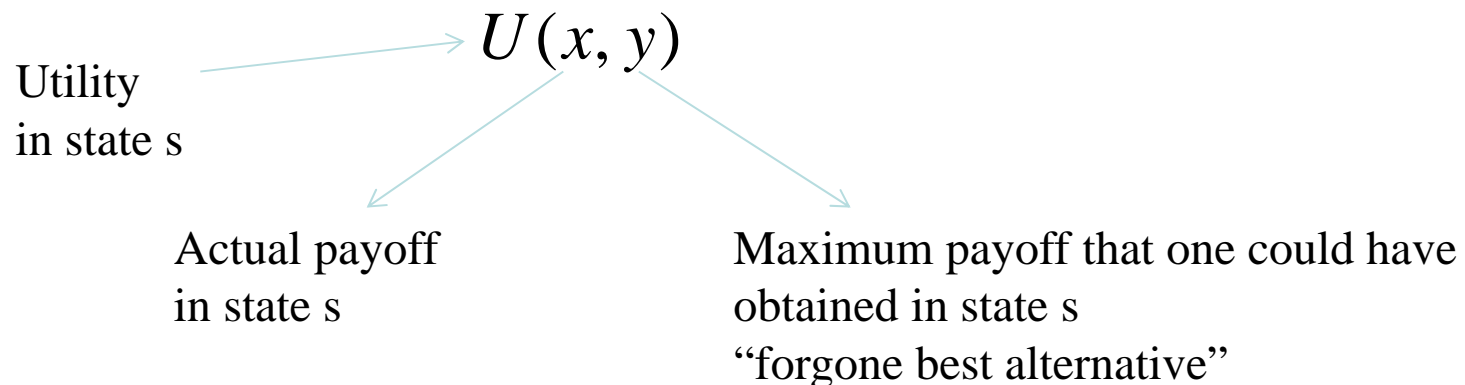 U(x, y)
Utility
in state s
Actual payoff
in state s
Maximum payoff that one could have
obtained in state s
“forgone best alternative”